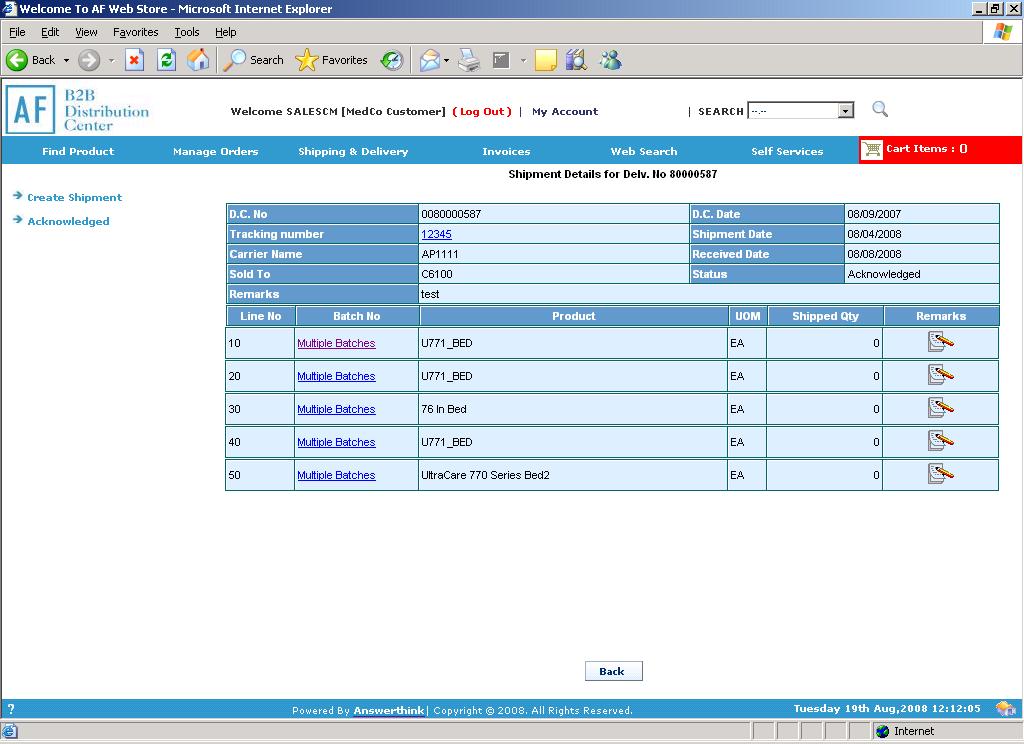 Welcome To AF Web Store - Microsoft Internet Explorer
File Edit View Favorites Tools Help
Back Search Favorites
AF B2B Distribution Center
Welcome SALESCM [MedCo Customer] ( Log Out ) | My Account | SEARCH --.--
Find Product Manage Orders Shipping & Delivery Invoices Web Search Self Services Cart Items : 0
Shipment Details for Delv. No 80000587
Create Shipment
Acknowledged
D.C. No 0080000587 D.C. Date 08/09/2007
Tracking number 12345 Shipment Date 08/04/2008
Carrier Name AP1111 Received Date 08/08/2008
Sold To C6100 Status Acknowledged
Remarks test
Line No Batch No Product UOM Shipped Qty Remarks
10 Multiple Batches U771_BED EA 0
20 Multiple Batches U771_BED EA 0
30 Multiple Batches 76 In Bed EA 0
40 Multiple Batches U771_BED EA 0
50 Multiple Batches UltraCare 770 Series Bed2 EA 0
Back
? Powered By Answerthink | Copyright © 2008. All Rights Reserved. Tuesday 19th Aug,2008 12:12:05
Internet